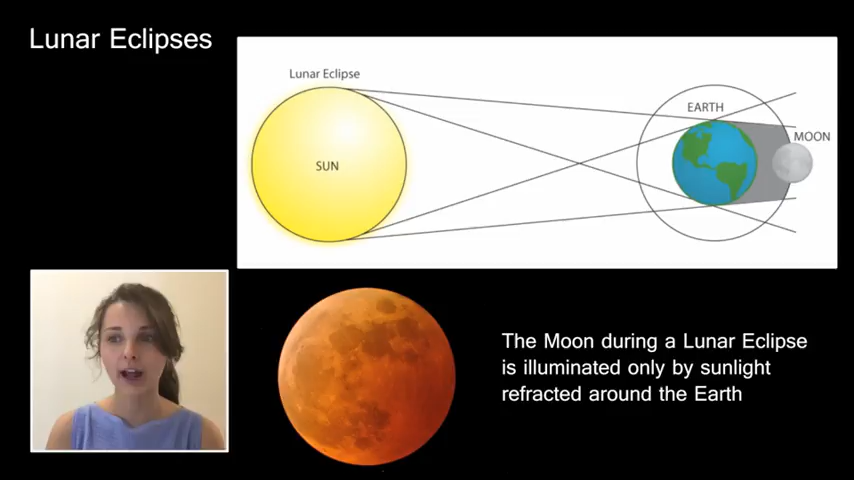 Lunar Eclipses
Lunar Eclipse
SUN
EARTH
MOON
The Moon during a Lunar Eclipse
is illuminated only by sunlight
refracted around the Earth